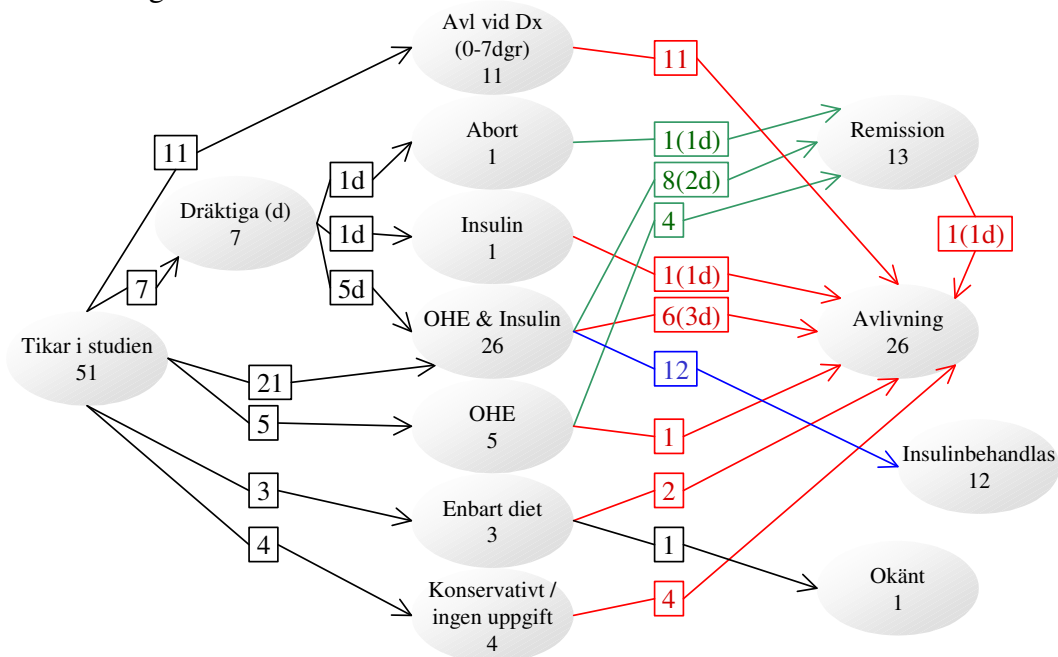 Avl vid Dx
(0-7dgr)
11
11
Abort
1
1(1d)
Remission
13
11
1d
8(2d)
Dräktiga (d)
7
Insulin
1
4
1d
1(1d)
1(1d)
7
5d
OHE & Insulin
26
6(3d)
Avlivning
26
Tikar i studien
51
12
21
OHE
5
5
1
Insulinbehandlas
12
3
Enbart diet
3
2
4
1
Okänt
1
Konservativt /
ingen uppgift
4
4